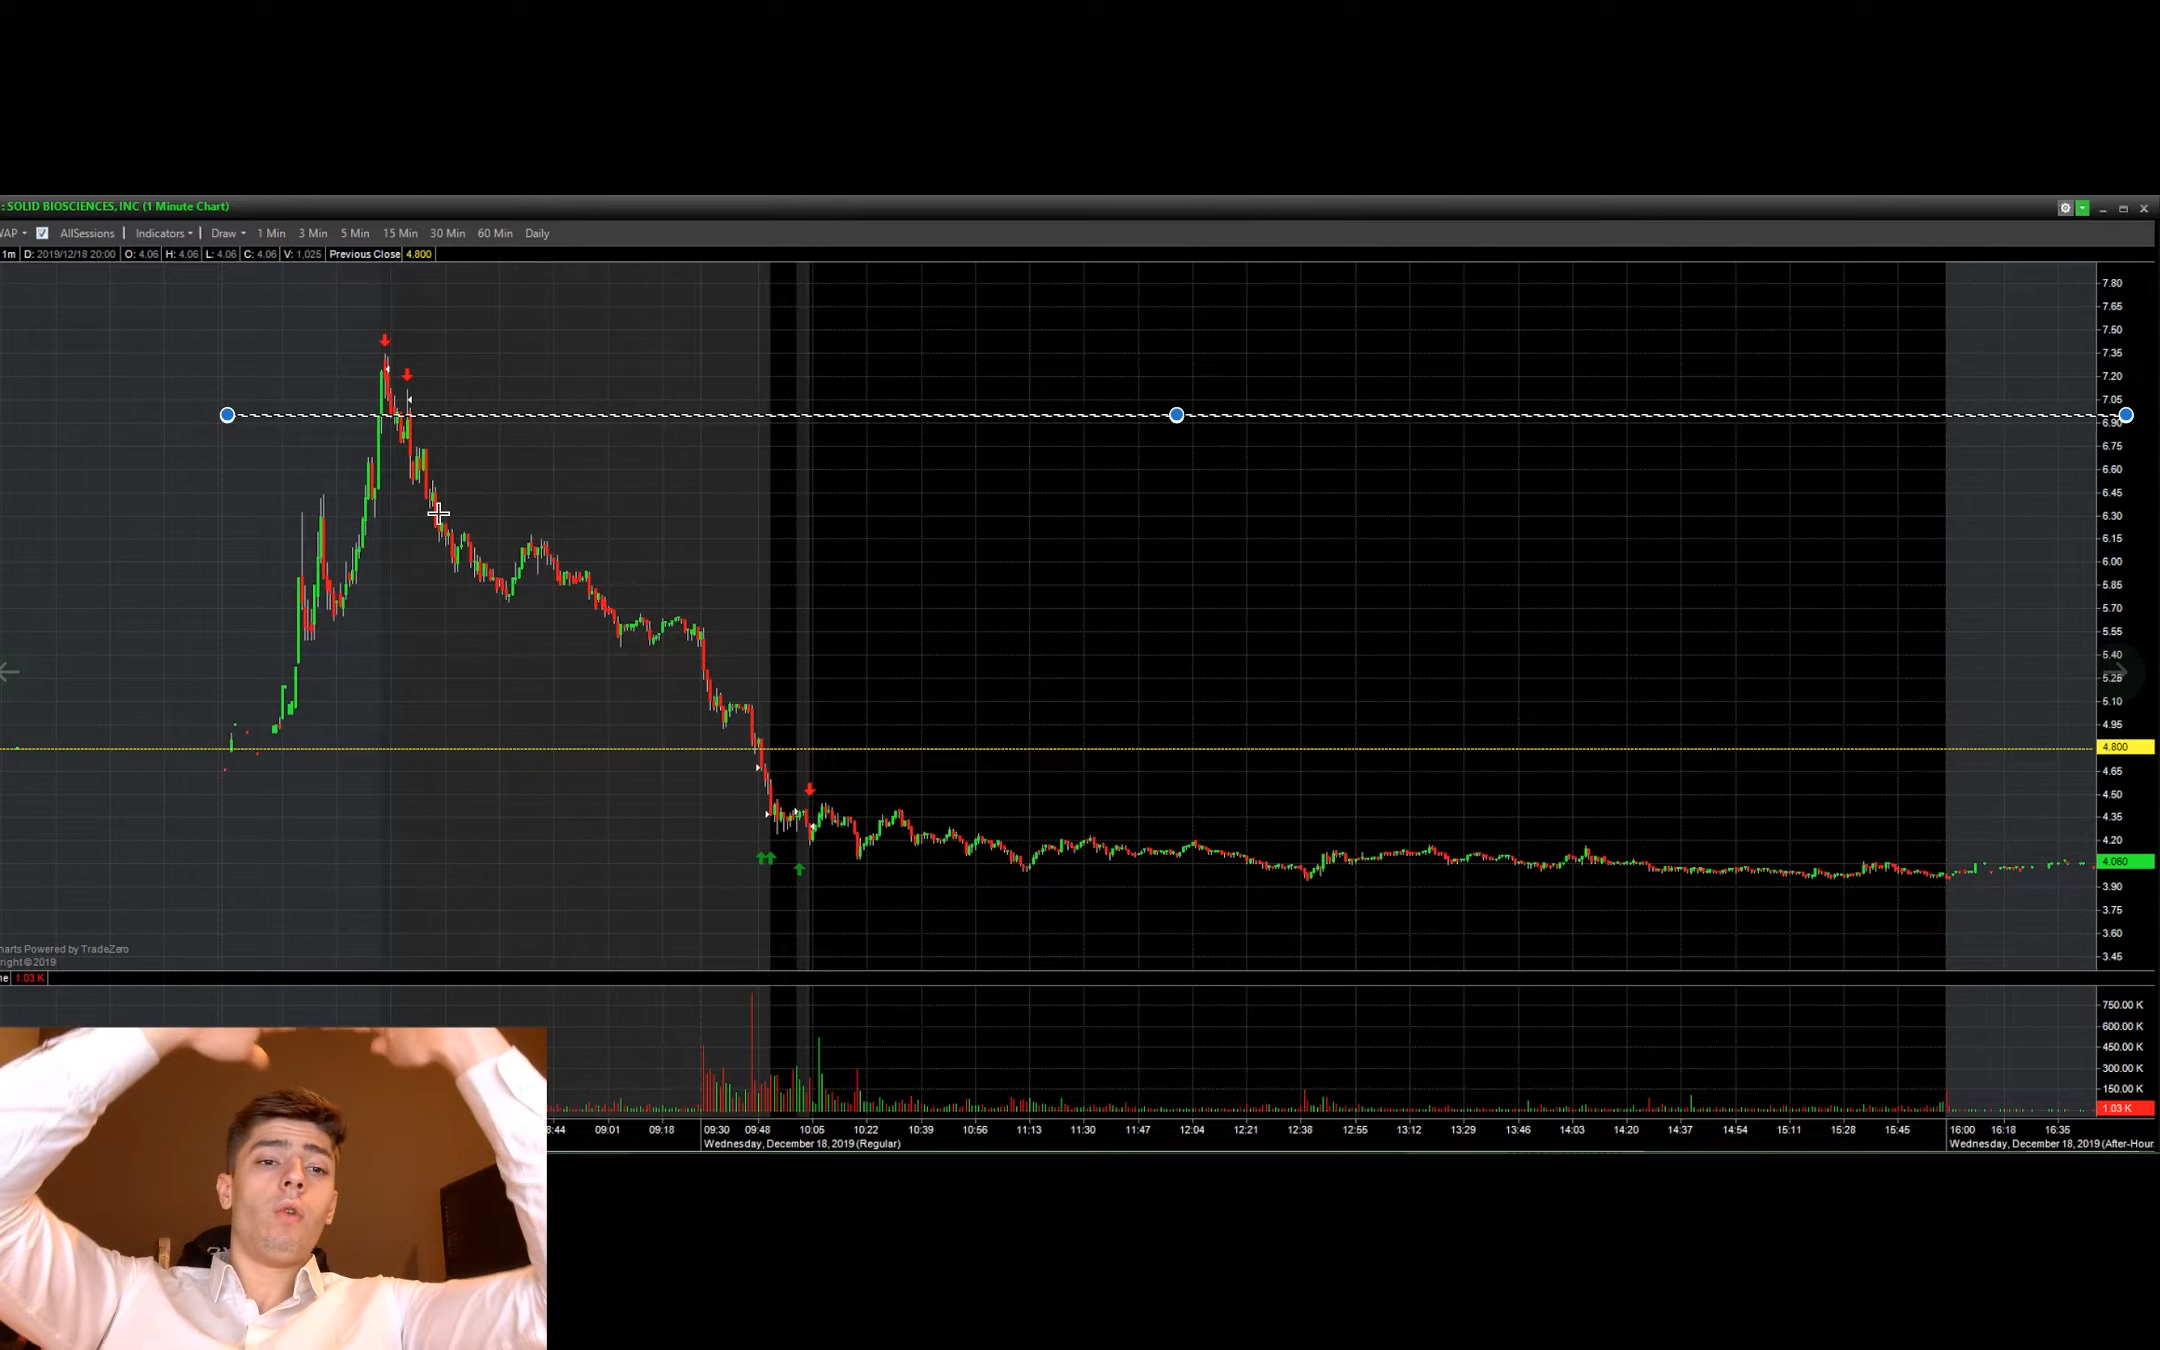 : SOLID BIOSCIENCES, INC (1 Minute Chart)
WAP AllSessions Indicators Draw 1 Min 3 Min 5 Min 15 Min 30 Min 60 Min Daily
1m D: 2019/12/18 20:00 O: 4.06 H: 4.06 L: 4.06 C: 4.06 V: 1,025 Previous Close 4.800
7.80
7.65
7.50
7.35
7.20
7.05
6.90
6.75
6.60
6.45
6.30
6.15
6.00
5.85
5.70
5.55
5.40
5.25
5.10
4.95
4.800
4.65
4.50
4.35
4.20
4.060
3.90
3.75
3.60
3.45
harts Powered by TradeZero
right©2019
me 1.03 K
750.00 K
600.00 K
450.00 K
300.00 K
150.00 K
1.03 K
8:44 09:01 09:18 09:30 09:48 10:05 10:22 10:39 10:56 11:13 11:30 11:47 12:04 12:21 12:38 12:55 13:12 13:29 13:46 14:03 14:20 14:37 14:54 15:11 15:28 15:45 16:00 16:18 16:35
Wednesday, December 18, 2019 (Regular) Wednesday, December 18, 2019 (After-Hour